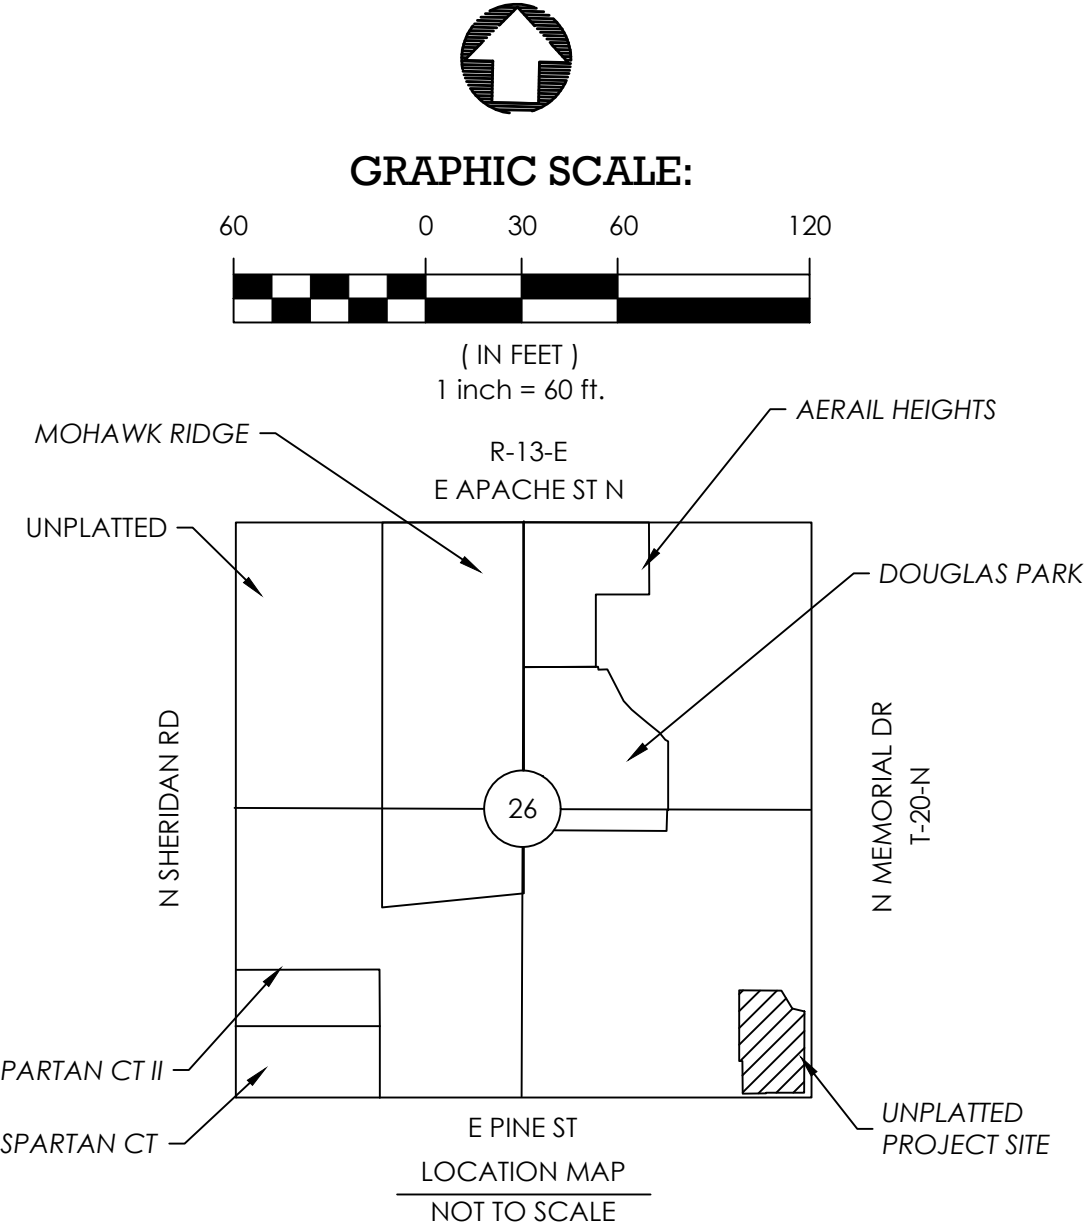 GRAPHIC SCALE:
60 0 30 60 120
( IN FEET )
1 inch = 60 ft.
AERAIL HEIGHTS
MOHAWK RIDGE
R-13-E
E APACHE ST N
UNPLATTED
DOUGLAS PARK
N SHERIDAN RD
26
N MEMORIAL DR
T-20-N
PARTAN CT II
SPARTAN CT
UNPLATTED
PROJECT SITE
E PINE ST
LOCATION MAP
NOT TO SCALE